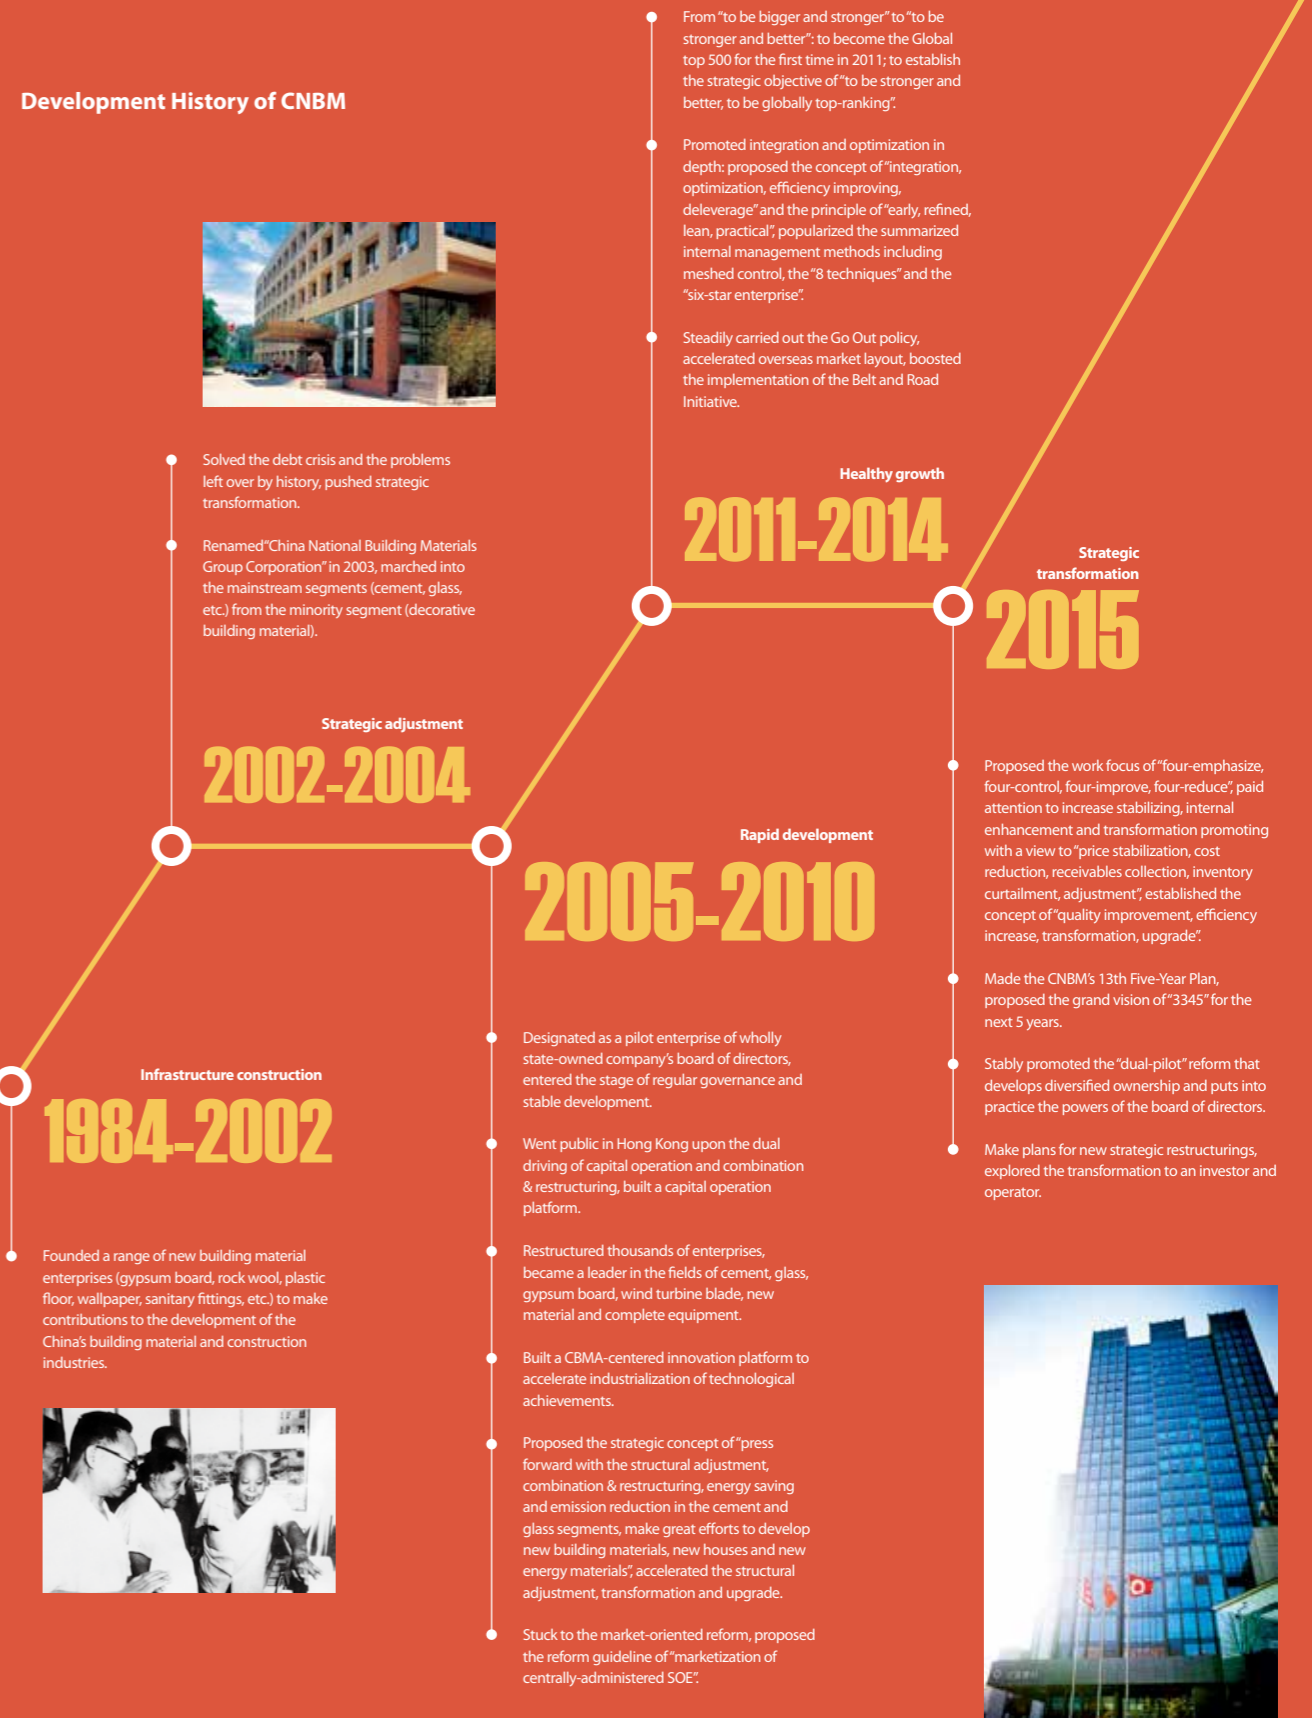 Development History of CNBM
Infrastructure construction
1984-2002
Founded a range of new building material
enterprises (gypsum board, rock wool, plastic
floor, wallpaper, sanitary fittings, etc.) to make
contributions to the development of the
China's building material and construction
industries.
Solved the debt crisis and the problems
left over by history, pushed strategic
transformation.
Renamed“China National Building Materials
Group Corporation” in 2003, marched into
the mainstream segments (cement, glass,
etc.) from the minority segment (decorative
building material).
Strategic adjustment
2002-2004
Rapid development
2005-2010
Designated as a pilot enterprise of wholly
state-owned company's board of directors,
entered the stage of regular governance and
stable development.
Went public in Hong Kong upon the dual
driving of capital operation and combination
& restructuring, built a capital operation
platform.
Restructured thousands of enterprises,
became a leader in the fields of cement, glass,
gypsum board, wind turbine blade, new
material and complete equipment.
Built a CBMA-centered innovation platform to
accelerate industrialization of technological
achievements.
Proposed the strategic concept of “press
forward with the structural adjustment,
combination & restructuring, energy saving
and emission reduction in the cement and
glass segments, make great efforts to develop
new building materials, new houses and new
energy materials”, accelerated the structural
adjustment, transformation and upgrade.
Stuck to the market-oriented reform, proposed
the reform guideline of “marketization of
centrally-administered SOE”.
From “to be bigger and stronger” to “to be
stronger and better”: to become the Global
top 500 for the first time in 2011; to establish
the strategic objective of “to be stronger and
better, to be globally top-ranking”.
Promoted integration and optimization in
depth: proposed the concept of “integration,
optimization, efficiency improving,
deleverage” and the principle of “early, refined,
lean, practical”, popularized the summarized
internal management methods including
meshed control, the “8 techniques” and the
“six-star enterprise”.
Steadily carried out the Go Out policy,
accelerated overseas market layout, boosted
the implementation of the Belt and Road
Initiative.
Healthy growth
2011-2014
Strategic
transformation
2015
Proposed the work focus of “four-emphasize,
four-control, four-improve, four-reduce”, paid
attention to increase stabilizing, internal
enhancement and transformation promoting
with a view to “price stabilization, cost
reduction, receivables collection, inventory
curtailment, adjustment”, established the
concept of “quality improvement, efficiency
increase, transformation, upgrade”.
Made the CNBM's 13th Five-Year Plan,
proposed the grand vision of “3345” for the
next 5 years.
Stably promoted the “dual-pilot” reform that
develops diversified ownership and puts into
practice the powers of the board of directors.
Make plans for new strategic restructurings,
explored the transformation to an investor and
operator.